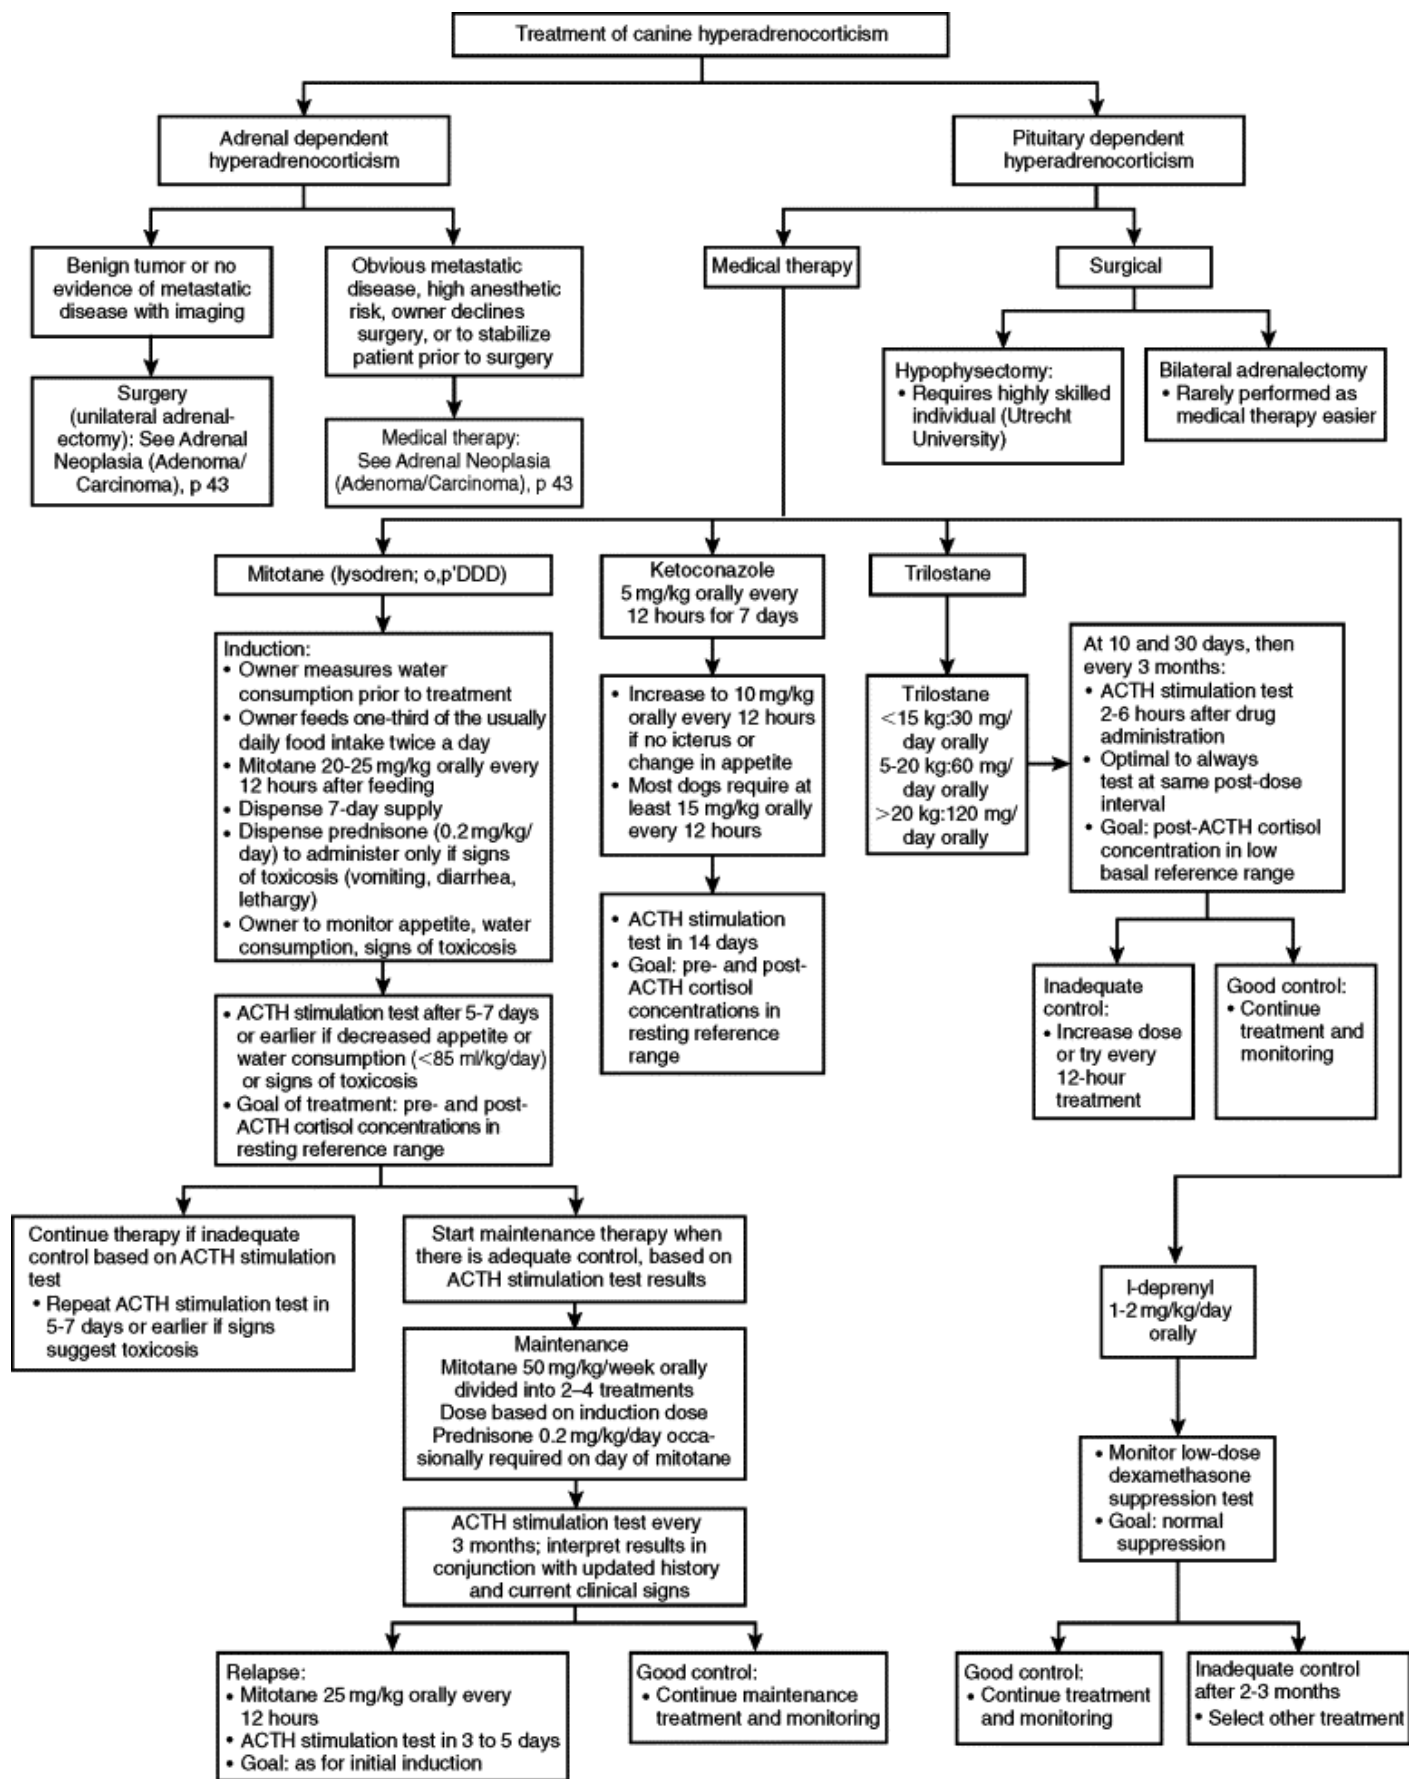 Treatment of canine hyperadrenocorticism
Adrenal dependent
hyperadrenocorticism
Pituitary dependent
hyperadrenocorticism
Benign tumor or no
evidence of metastatic
disease with imaging
Obvious metastatic
disease, high anesthetic
risk, owner declines
surgery, or to stabilize
patient prior to surgery
Medical therapy
Surgical
Surgery
(unilateral adrenal-
ectomy): See Adrenal
Neoplasia (Adenoma/
Carcinoma), p 43
Medical therapy:
See Adrenal Neoplasia
(Adenoma/Carcinoma), p 43
Hypophysectomy:
• Requires highly skilled
individual (Utrecht
University)
Bilateral adrenalectomy
• Rarely performed as
medical therapy easier
Mitotane (lysodren; o,p'DDD)
Induction:
• Owner measures water
consumption prior to treatment
• Owner feeds one-third of the usually
daily food intake twice a day
• Mitotane 20-25 mg/kg orally every
12 hours after feeding
• Dispense 7-day supply
• Dispense prednisone (0.2 mg/kg/
day) to administer only if signs
of toxicosis (vomiting, diarrhea,
lethargy)
• Owner to monitor appetite, water
consumption, signs of toxicosis
• ACTH stimulation test after 5-7 days
or earlier if decreased appetite or
water consumption (<85 ml/kg/day)
or signs of toxicosis
• Goal of treatment: pre- and post-
ACTH cortisol concentrations in
resting reference range
Continue therapy if inadequate
control based on ACTH stimulation
test
• Repeat ACTH stimulation test in
5-7 days or earlier if signs
suggest toxicosis
Start maintenance therapy when
there is adequate control, based on
ACTH stimulation test results
Maintenance
Mitotane 50 mg/kg/week orally
divided into 2–4 treatments
Dose based on induction dose
Prednisone 0.2 mg/kg/day occa-
sionally required on day of mitotane
ACTH stimulation test every
3 months; interpret results in
conjunction with updated history
and current clinical signs
Relapse:
• Mitotane 25 mg/kg orally every
12 hours
• ACTH stimulation test in 3 to 5 days
• Goal: as for initial induction
Good control:
• Continue maintenance
treatment and monitoring
Ketoconazole
5 mg/kg orally every
12 hours for 7 days
• Increase to 10 mg/kg
orally every 12 hours
if no icterus or
change in appetite
• Most dogs require at
least 15 mg/kg orally
every 12 hours
• ACTH stimulation
test in 14 days
• Goal: pre- and post-
ACTH cortisol
concentrations in
resting reference
range
Trilostane
Trilostane
<15 kg:30 mg/
day orally
5-20 kg:60 mg/
day orally
>20 kg:120 mg/
day orally
At 10 and 30 days, then
every 3 months:
• ACTH stimulation test
2-6 hours after drug
administration
• Optimal to always
test at same post-dose
interval
• Goal: post-ACTH cortisol
concentration in low
basal reference range
Inadequate
control:
• Increase dose
or try every
12-hour
treatment
Good control:
• Continue
treatment
and monitoring
l-deprenyl
1-2 mg/kg/day
orally
• Monitor low-dose
dexamethasone
suppression test
• Goal: normal
suppression
Good control:
• Continue treatment
and monitoring
Inadequate control
after 2-3 months
• Select other treatment